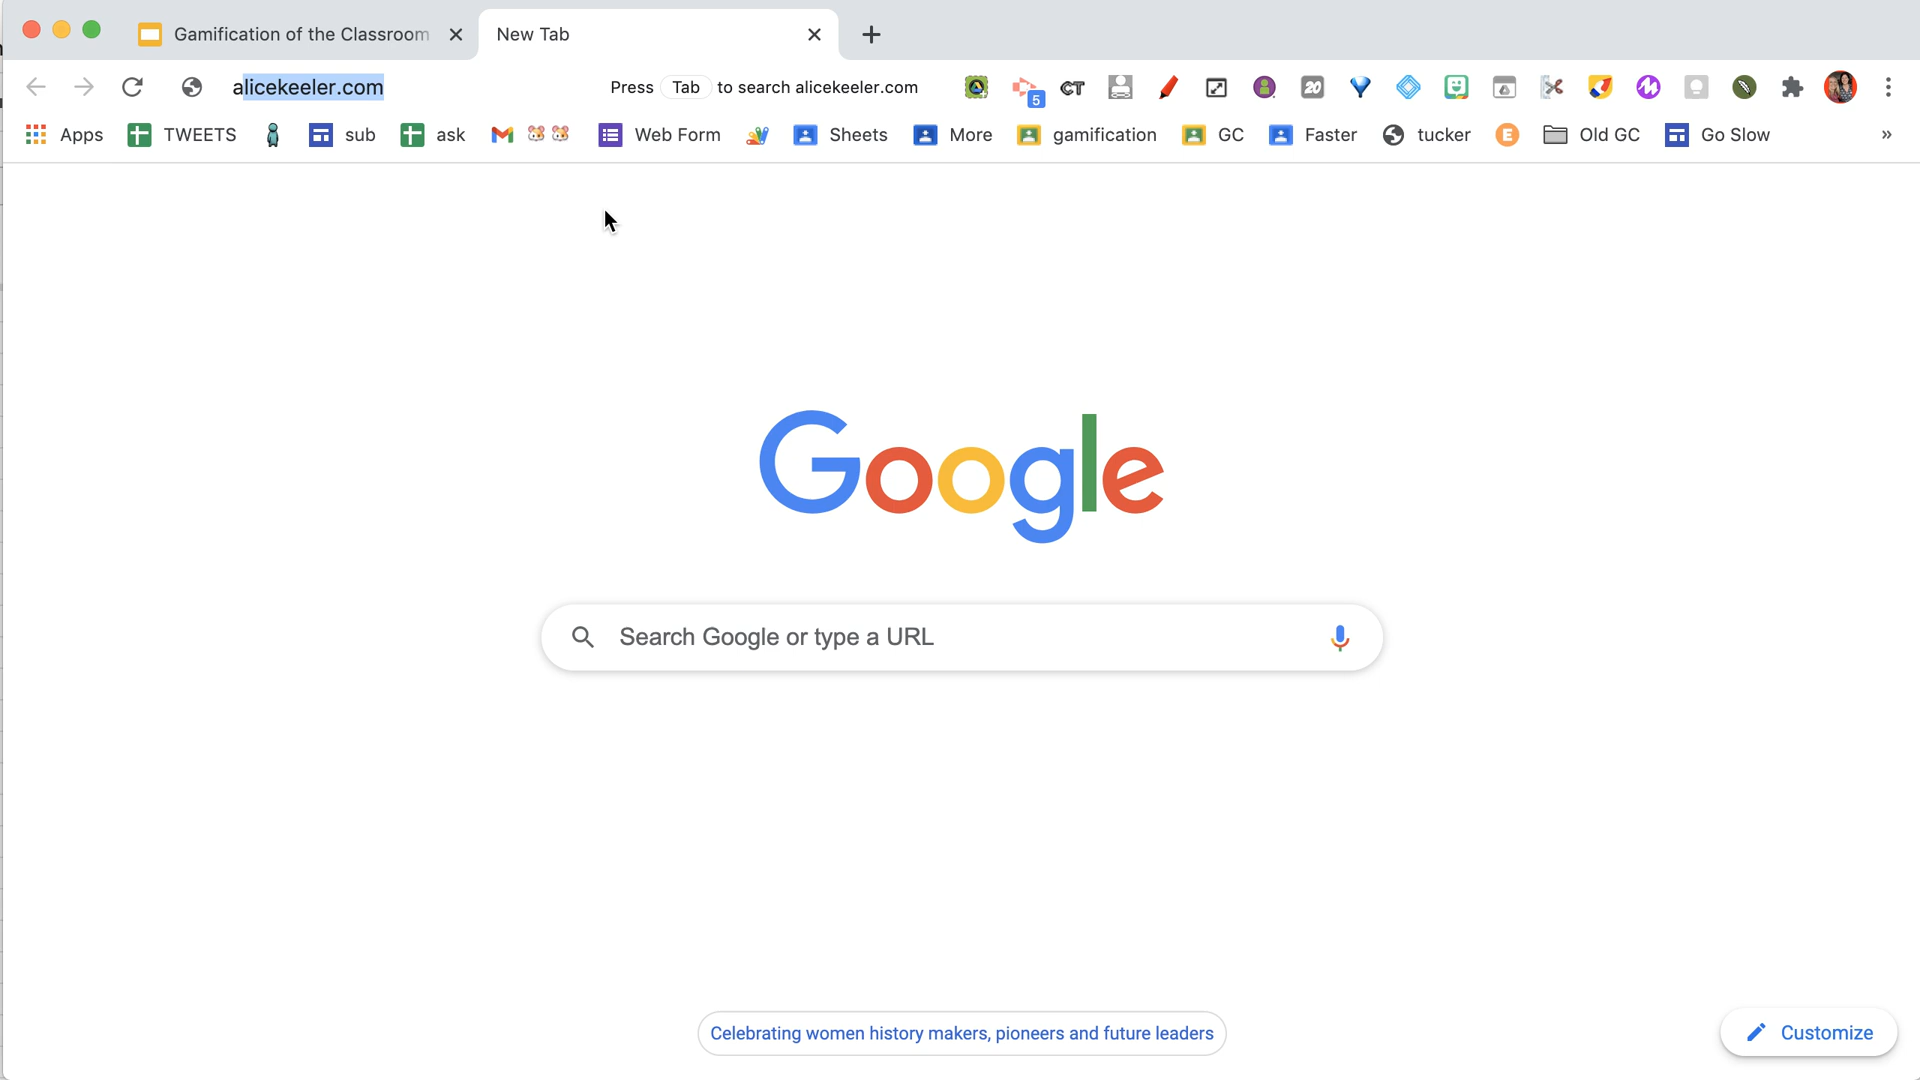 Gamification of the Classroom
New Tab
alicekeeler.com
Press Tab to search alicekeeler.com
5
CT
20
Apps
TWEETS
sub
ask
Web Form
Sheets
More
gamification
GC
Faster
tucker
E
Old GC
Go Slow
»
Google
Search Google or type a URL
Celebrating women history makers, pioneers and future leaders
Customize